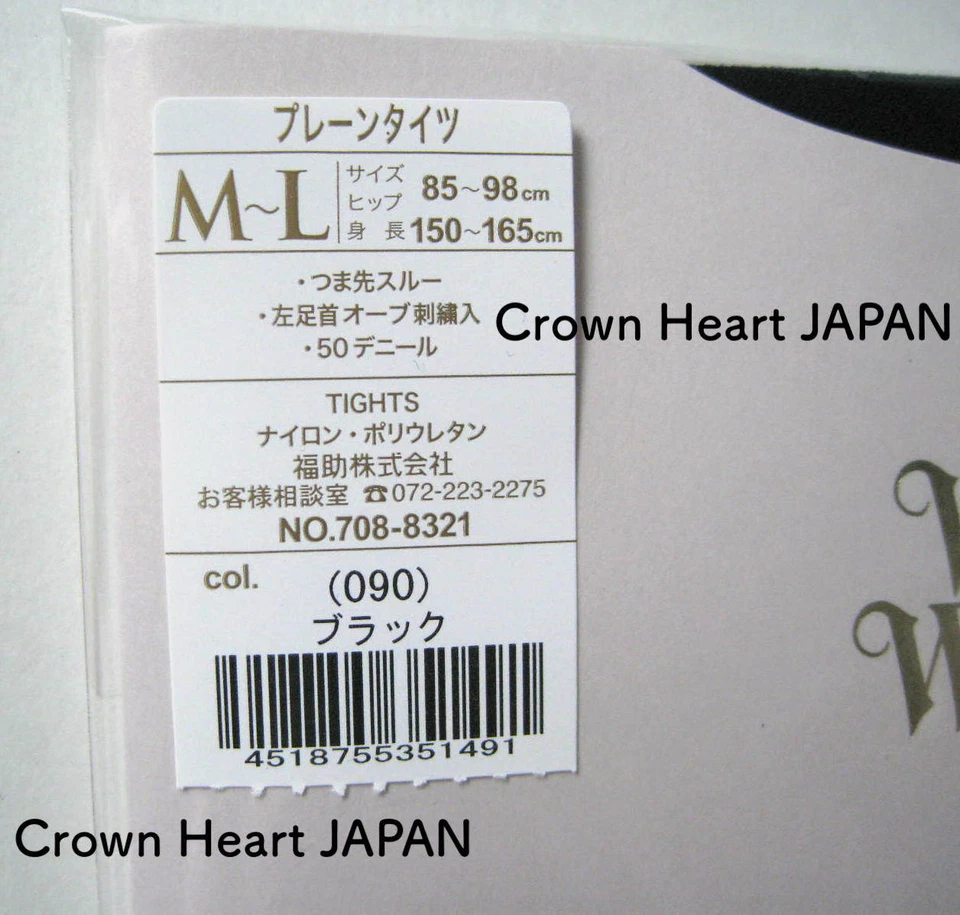 プレーンタイツ
M～L
サイズ
ヒップ 85～98cm
身 長 150～165cm
・つま先スルー
・左足首オーブ刺繍入
・50デニール
TIGHTS
ナイロン・ポリウレタン
福助株式会社
お客様相談室 ☎072-223-2275
NO.708-8321
col. (090)
ブラック
4518755351491
Crown Heart JAPAN
Crown Heart JAPAN